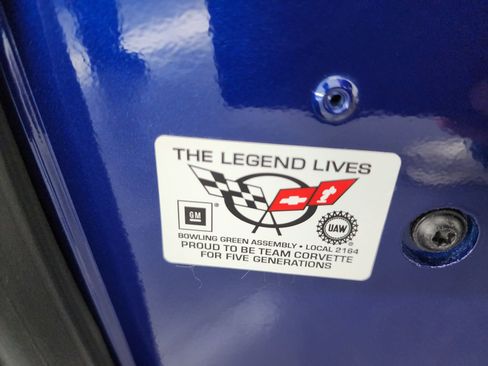 THE LEGEND LIVES
GM
UAW
BOWLING GREEN ASSEMBLY • LOCAL 2164
PROUD TO BE TEAM CORVETTE
FOR FIVE GENERATIONS